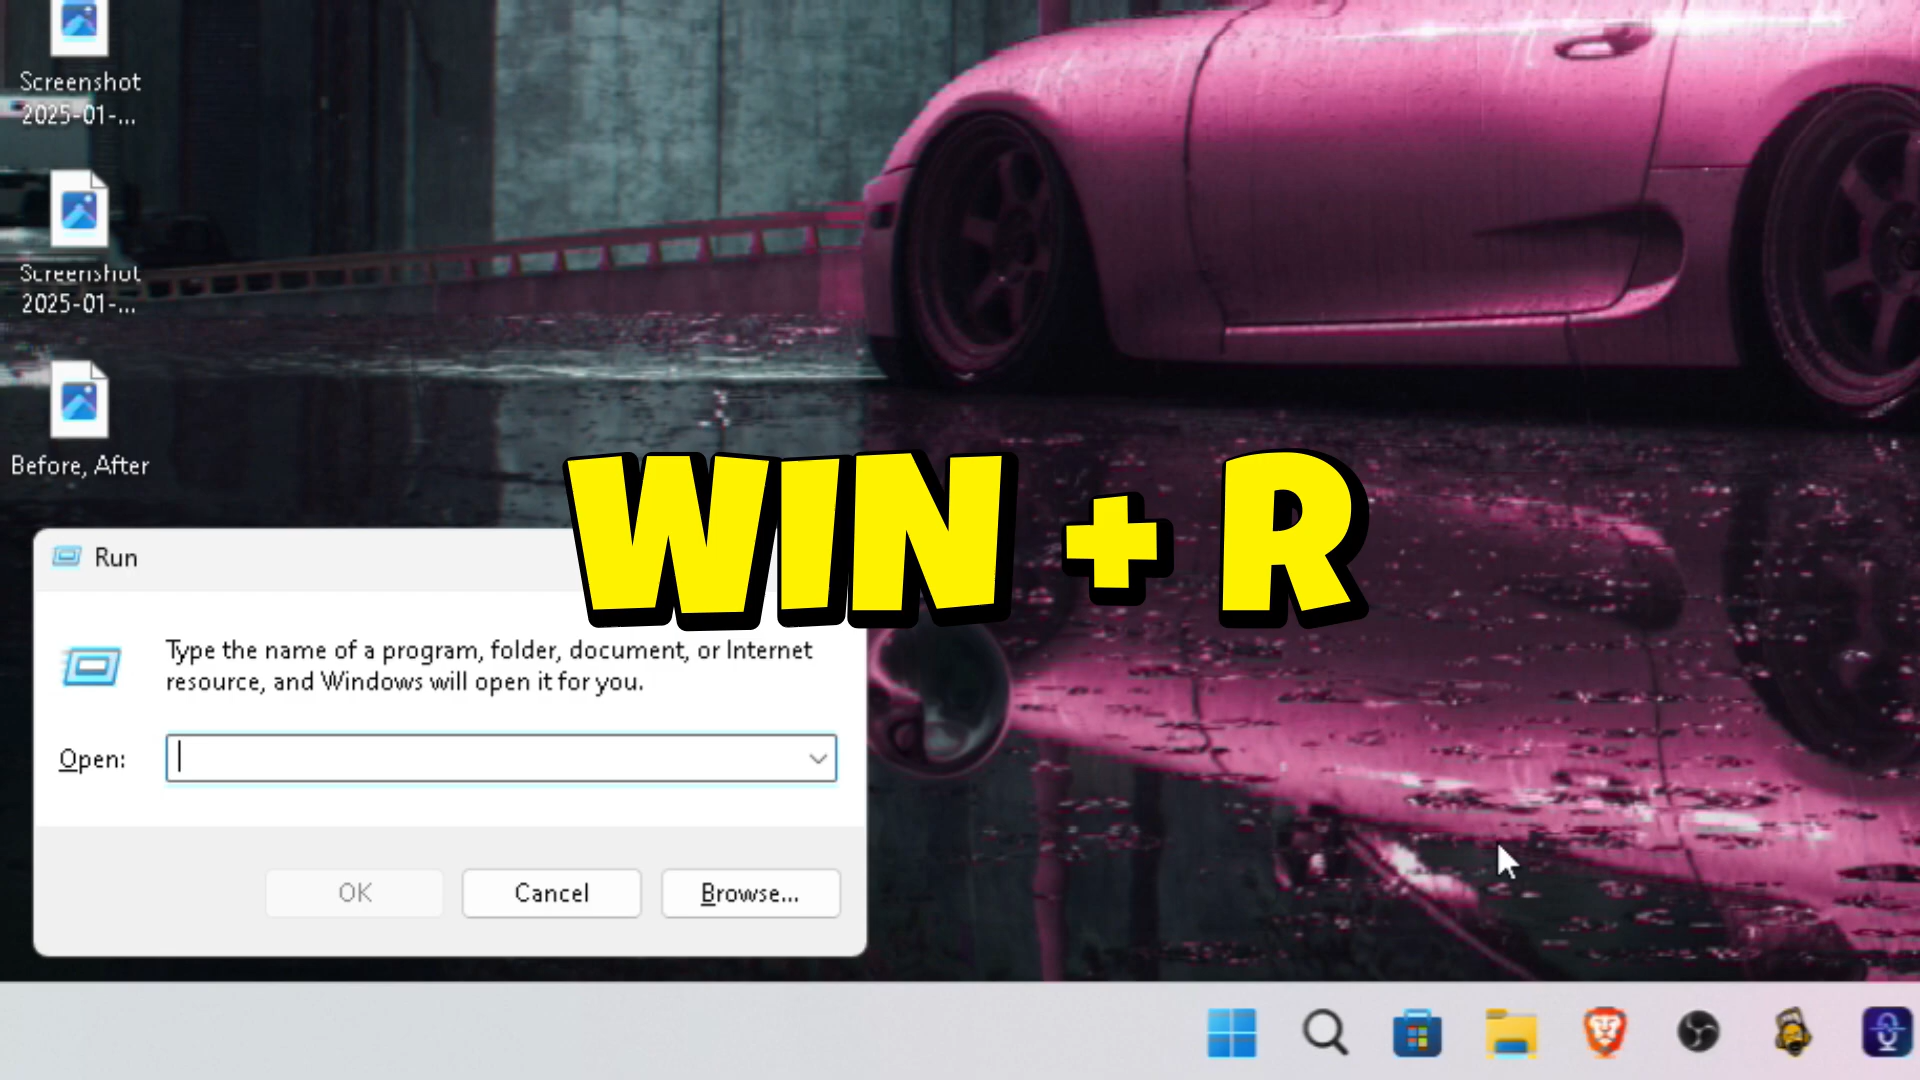 Screenshot
2025-01-...
Screenshot
2025-01-...
Before, After
WIN + R
Run
Type the name of a program, folder, document, or Internet
resource, and Windows will open it for you.
Open:
OK
Cancel
Browse...